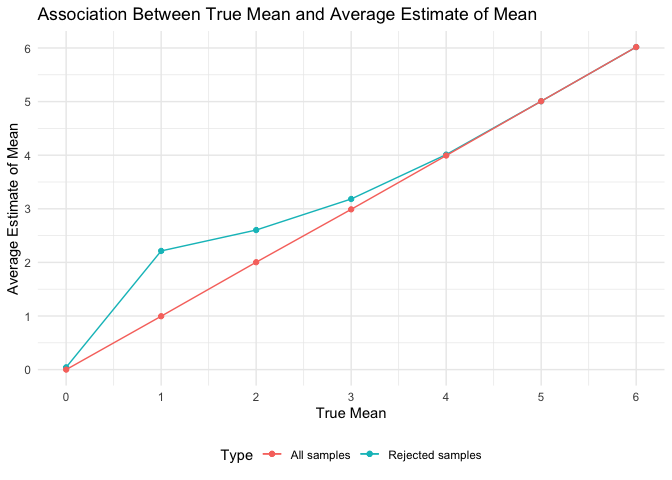 Association Between True Mean and Average Estimate of Mean
Average Estimate of Mean
6
5
4
3
2
1
0
0 1 2 3 4 5 6
True Mean
Type All samples Rejected samples